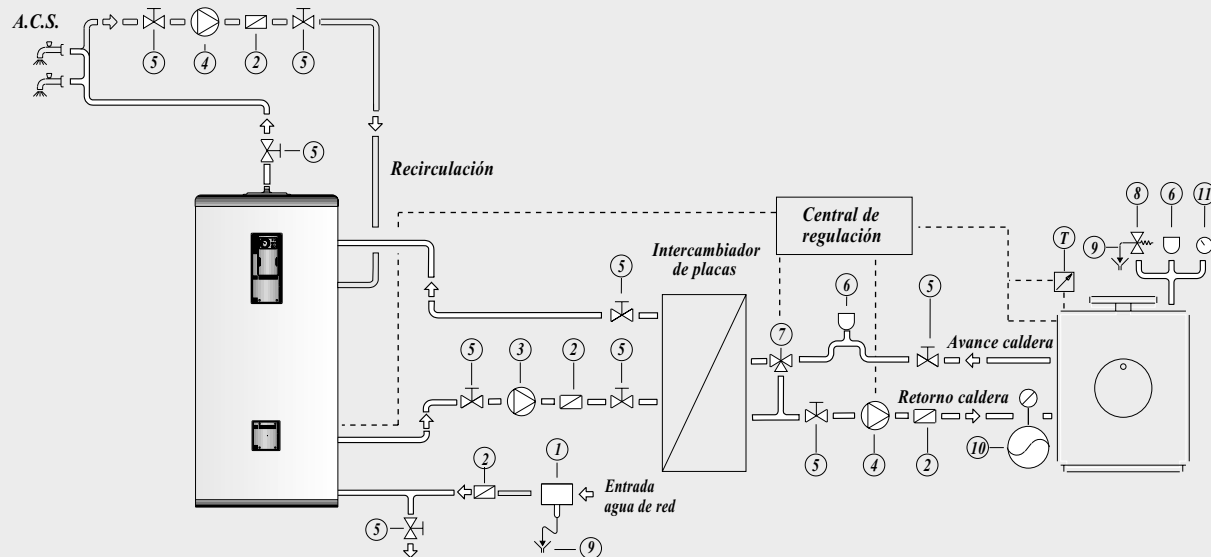 A.C.S.
5
4
2
5
5
Recirculación
Central de
regulación
8
6
11
9
T
Intercambiador
de placas
5
6
5
7
Avance caldera
5
3
2
5
Retorno caldera
5
4
2
10
1
2
Entrada
agua de red
5
9